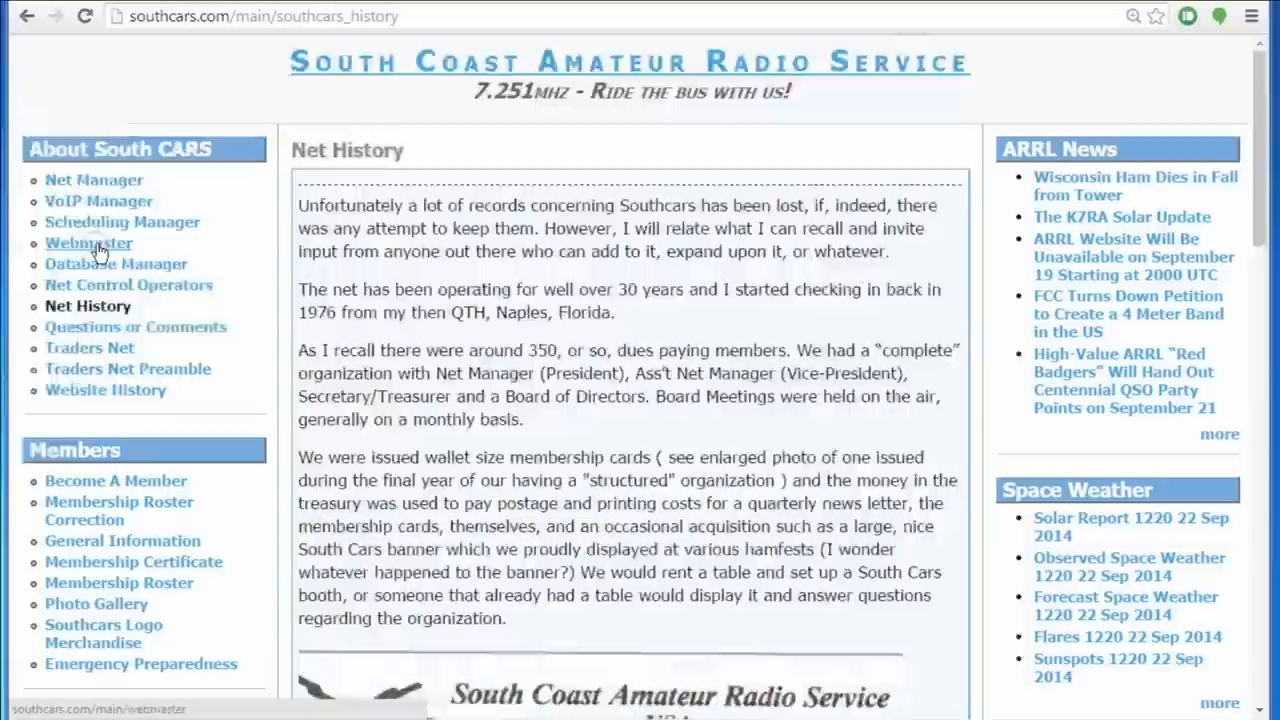 southcars.com/main/southcars_history
South Coast Amateur Radio Service
7.251mhz - Ride the bus with us!
About South CARS
Net Manager
VoIP Manager
Scheduling Manager
Webmaster
Database Manager
Net Control Operators
Net History
Questions or Comments
Traders Net
Traders Net Preamble
Website History
Members
Become A Member
Membership Roster
Correction
General Information
Membership Certificate
Membership Roster
Photo Gallery
Southcars Logo
Merchandise
Emergency Preparedness
Net History
Unfortunately a lot of records concerning Southcars has been lost, if, indeed, there
was any attempt to keep them. However, I will relate what I can recall and invite
input from anyone out there who can add to it, expand upon it, or whatever.
The net has been operating for well over 30 years and I started checking in back in
1976 from my then QTH, Naples, Florida.
As I recall there were around 350, or so, dues paying members. We had a “complete”
organization with Net Manager (President), Ass’t Net Manager (Vice-President),
Secretary/Treasurer and a Board of Directors. Board Meetings were held on the air,
generally on a monthly basis.
We were issued wallet size membership cards ( see enlarged photo of one issued
during the final year of our having a "structured" organization ) and the money in the
treasury was used to pay postage and printing costs for a quarterly news letter, the
membership cards, themselves, and an occasional acquisition such as a large, nice
South Cars banner which we proudly displayed at various hamfests (I wonder
whatever happened to the banner?) We would rent a table and set up a South Cars
booth, or someone that already had a table would display it and answer questions
regarding the organization.
South Coast Amateur Radio Service
ARRL News
Wisconsin Ham Dies in Fall
from Tower
The K7RA Solar Update
ARRL Website Will Be
Unavailable on September
19 Starting at 2000 UTC
FCC Turns Down Petition
to Create a 4 Meter Band
in the US
High-Value ARRL “Red
Badgers” Will Hand Out
Centennial QSO Party
Points on September 21
more
Space Weather
Solar Report 1220 22 Sep
2014
Observed Space Weather
1220 22 Sep 2014
Forecast Space Weather
1220 22 Sep 2014
Flares 1220 22 Sep 2014
Sunspots 1220 22 Sep
2014
more
southcars.com/main/webmaster